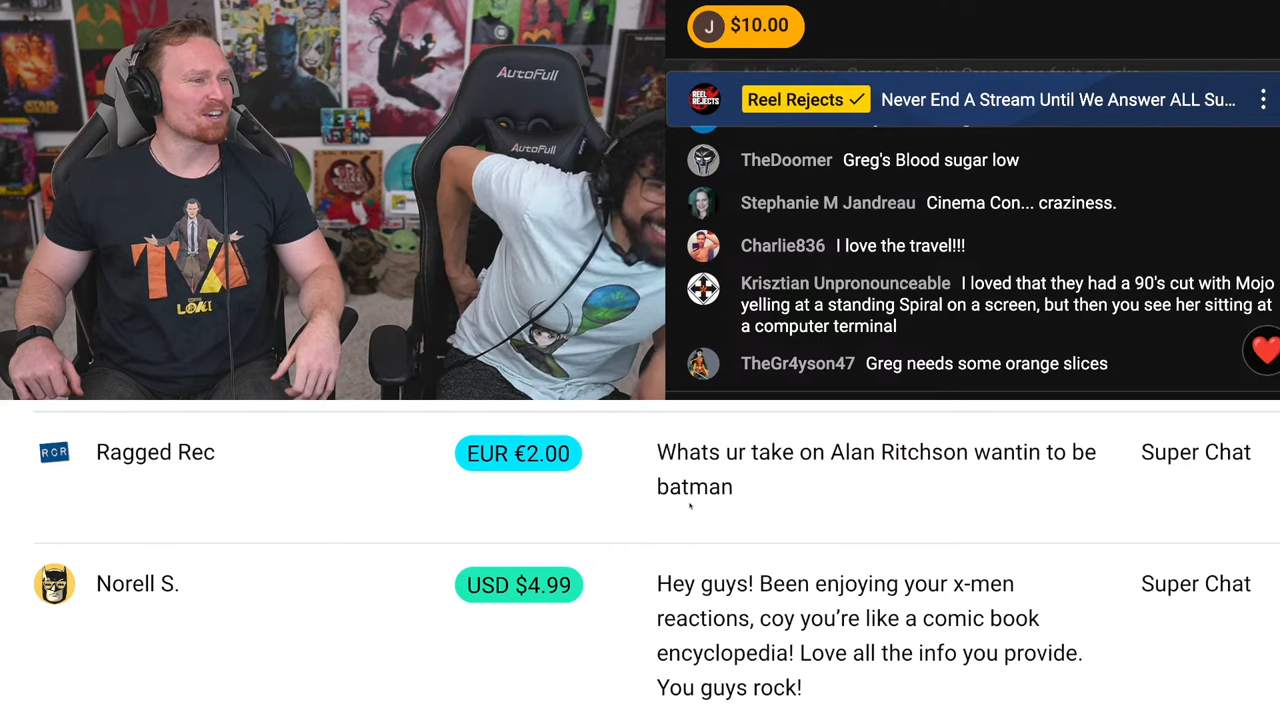 AutoFull
AutoFull
TVA
LOKI
J $10.00
REEL REJECTS
Reel Rejects ✓ Never End A Stream Until We Answer ALL Su...
TheDoomer Greg's Blood sugar low
Stephanie M Jandreau Cinema Con... craziness.
Charlie836 I love the travel!!!
Krisztian Unpronounceable I loved that they had a 90's cut with Mojo
yelling at a standing Spiral on a screen, but then you see her sitting at
a computer terminal
TheGr4yson47 Greg needs some orange slices
RCR Ragged Rec EUR €2.00 Whats ur take on Alan Ritchson wantin to be Super Chat
batman
Norell S. USD $4.99 Hey guys! Been enjoying your x-men Super Chat
reactions, coy you’re like a comic book
encyclopedia! Love all the info you provide.
You guys rock!